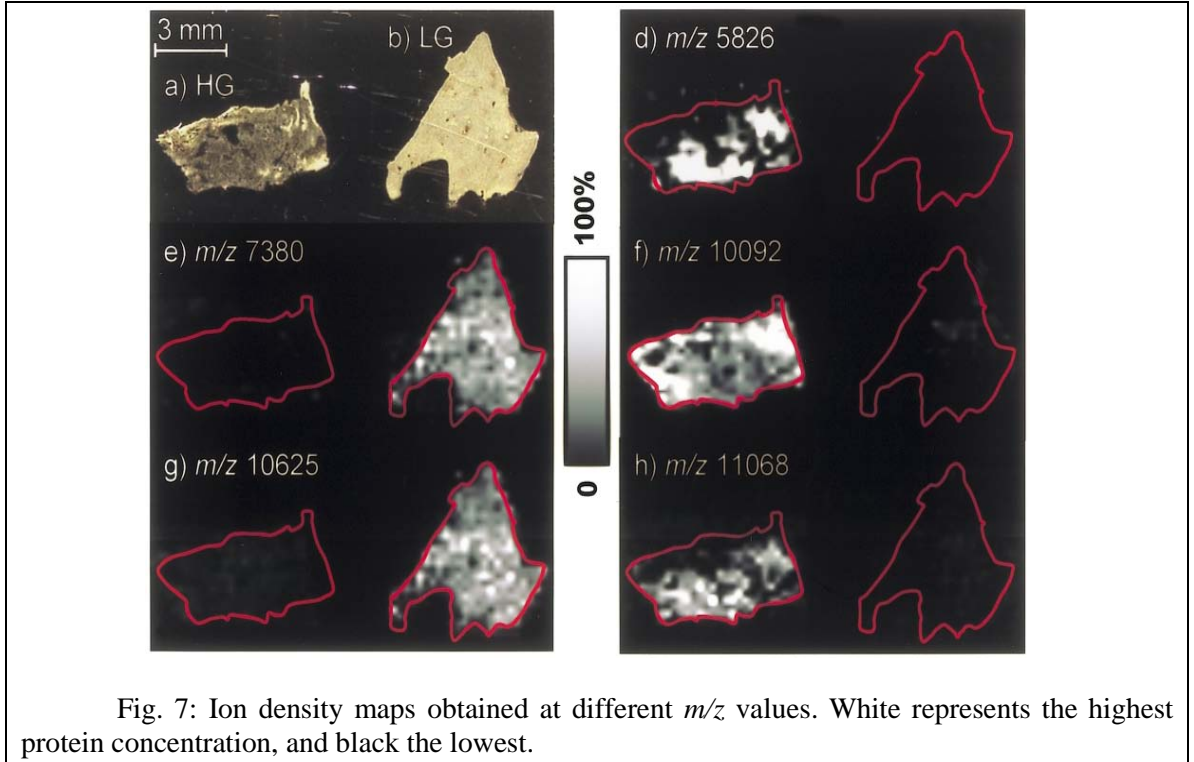 3 mm
b) LG
a) HG
d) m/z 5826
100%
e) m/z 7380
f) m/z 10092
g) m/z 10625
0
h) m/z 11068
Fig. 7: Ion density maps obtained at different m/z values. White represents the highest
protein concentration, and black the lowest.